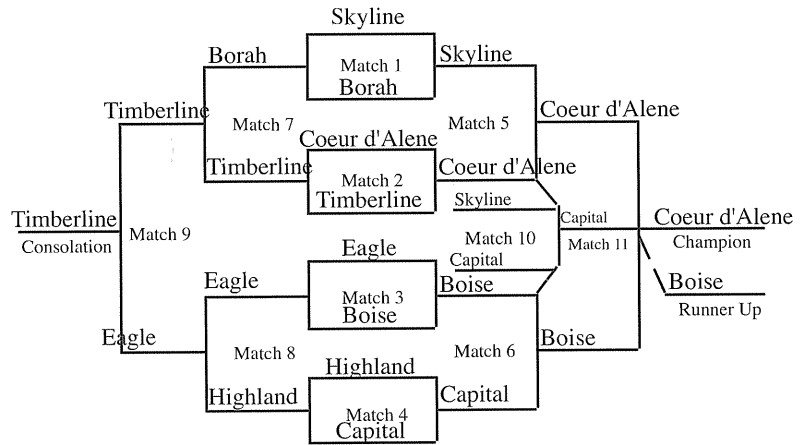 Skyline
Borah
Match 1
Skyline
Borah
Timberline
Coeur d'Alene
Match 7
Match 5
Coeur d'Alene
Timberline
Match 2
Coeur d'Alene
Timberline
Skyline
Timberline
Capital
Coeur d'Alene
Consolation
Match 9
Match 10
Match 11
Champion
Eagle
Capital
Eagle
Match 3
Boise
Boise
Boise
Runner Up
Eagle
Match 8
Match 6
Boise
Highland
Highland
Match 4
Capital
Capital